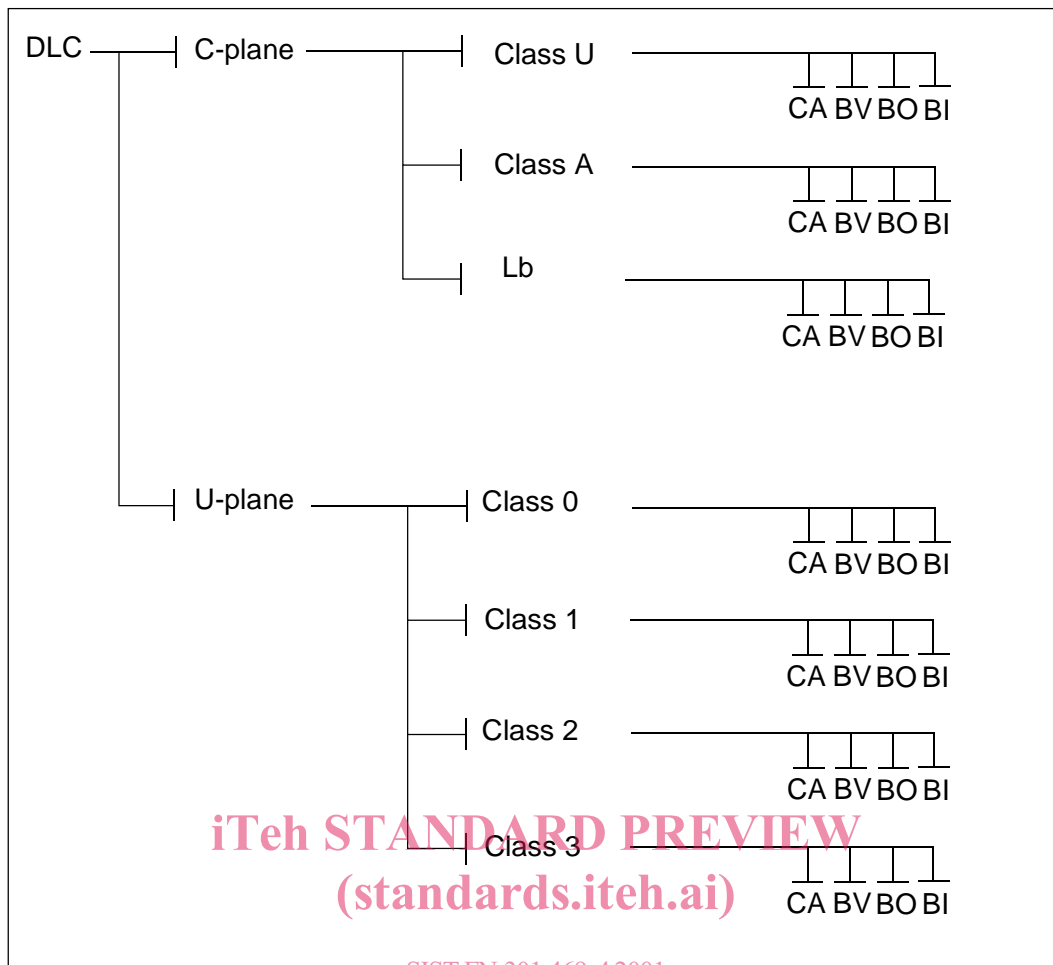 DLC C-plane Class U
CA BV BO BI
Class A
CA BV BO BI
Lb
CA BV BO BI
U-plane Class 0
CA BV BO BI
Class 1
CA BV BO BI
Class 2
CA BV BO BI
iTeh STANDARD PREVIEW
Class 3
(standards.iteh.ai)
CA BV BO BI